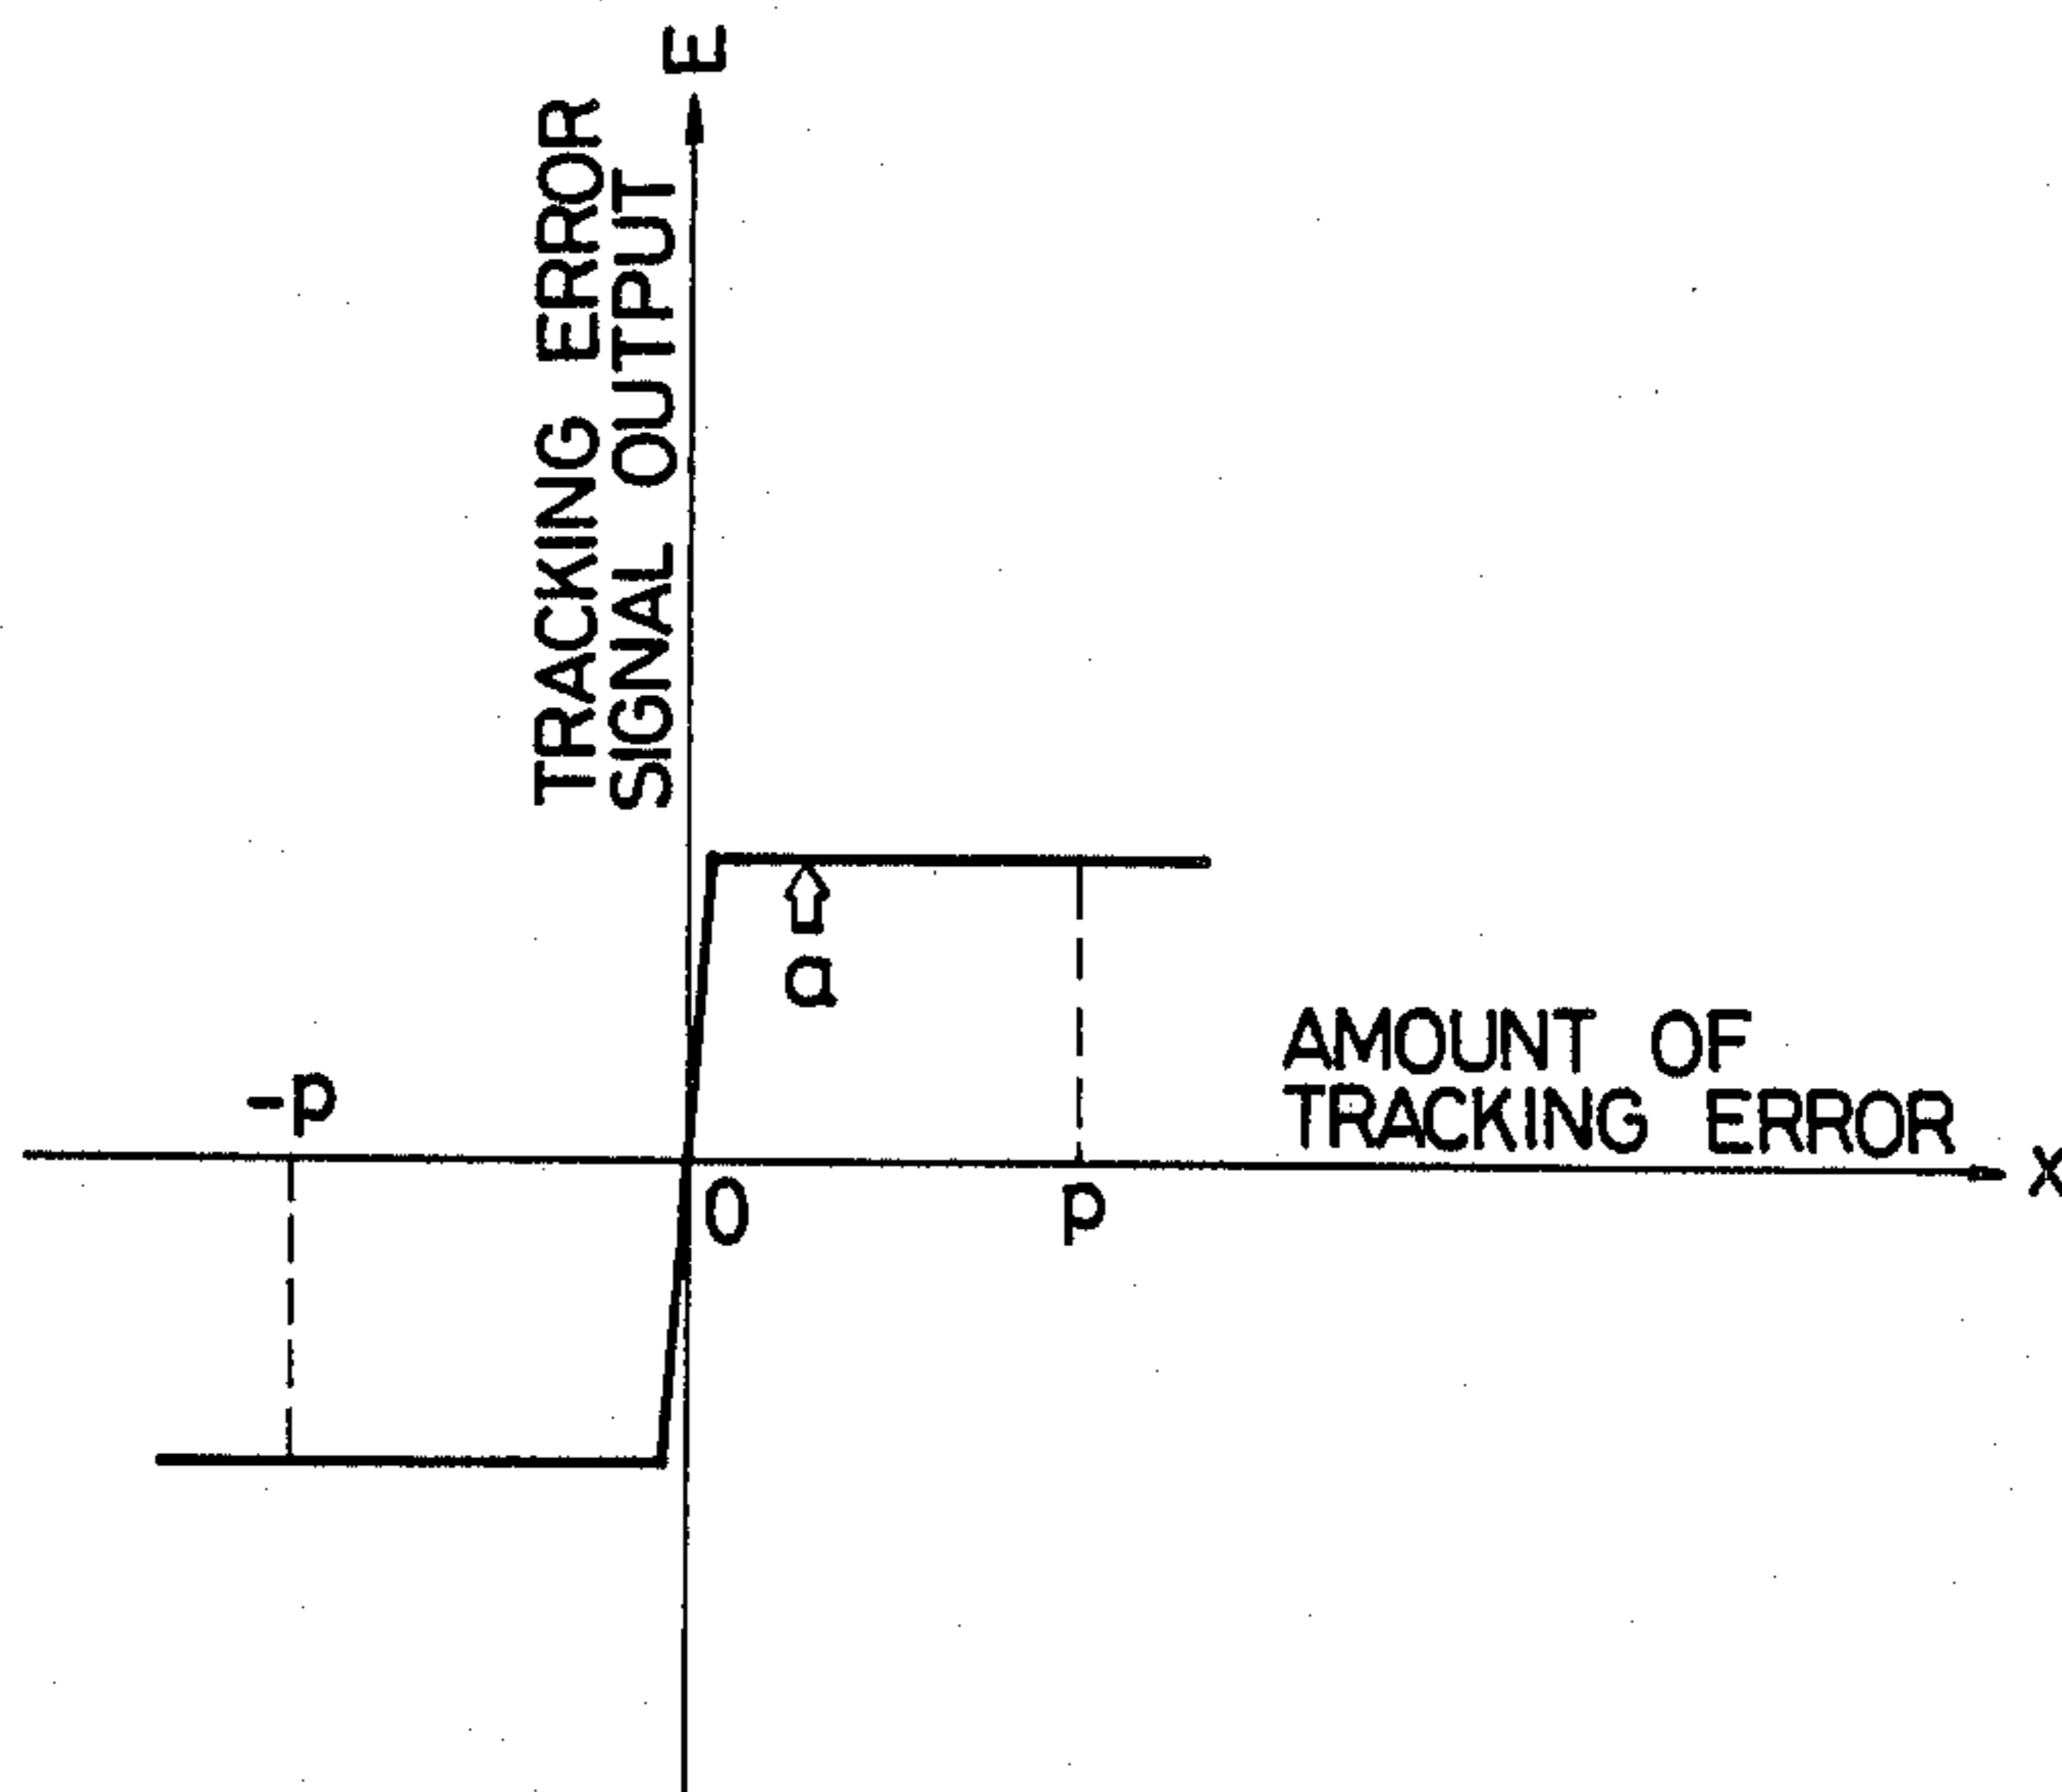 E
TRACKING ERROR
SIGNAL OUTPUT
a
AMOUNT OF
TRACKING ERROR
-p
x
0
p